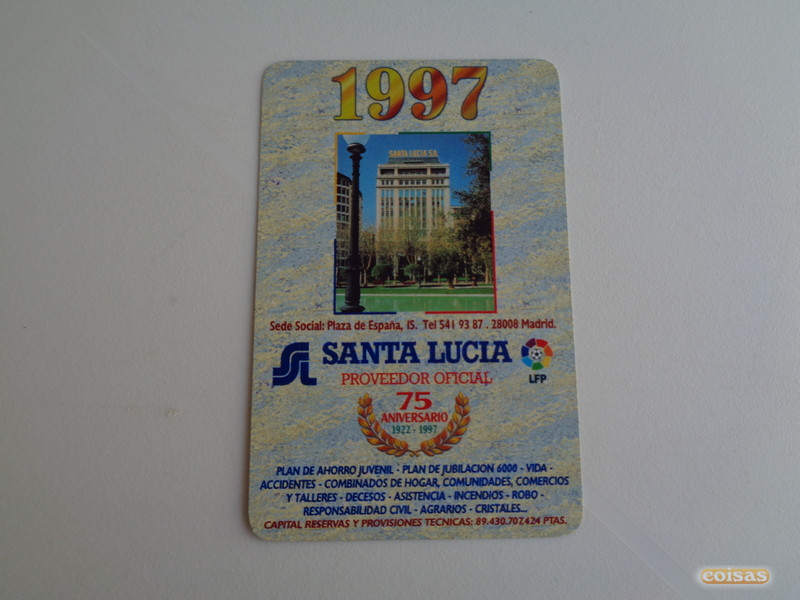 1997
SANTA LUCIA S.A.
Sede Social: Plaza de España, 15. Tel 541 93 87 . 28008 Madrid.
SL SANTA LUCIA
LFP
PROVEEDOR OFICIAL
75
ANIVERSARIO
1922 - 1997
PLAN DE AHORRO JUVENIL - PLAN DE JUBILACION 6000 - VIDA -
ACCIDENTES - COMBINADOS DE HOGAR, COMUNIDADES, COMERCIOS
Y TALLERES - DECESOS - ASISTENCIA - INCENDIOS - ROBO -
RESPONSABILIDAD CIVIL - AGRARIOS - CRISTALES...
CAPITAL RESERVAS Y PROVISIONES TECNICAS: 89.430.707.424 PTAS.
coisas